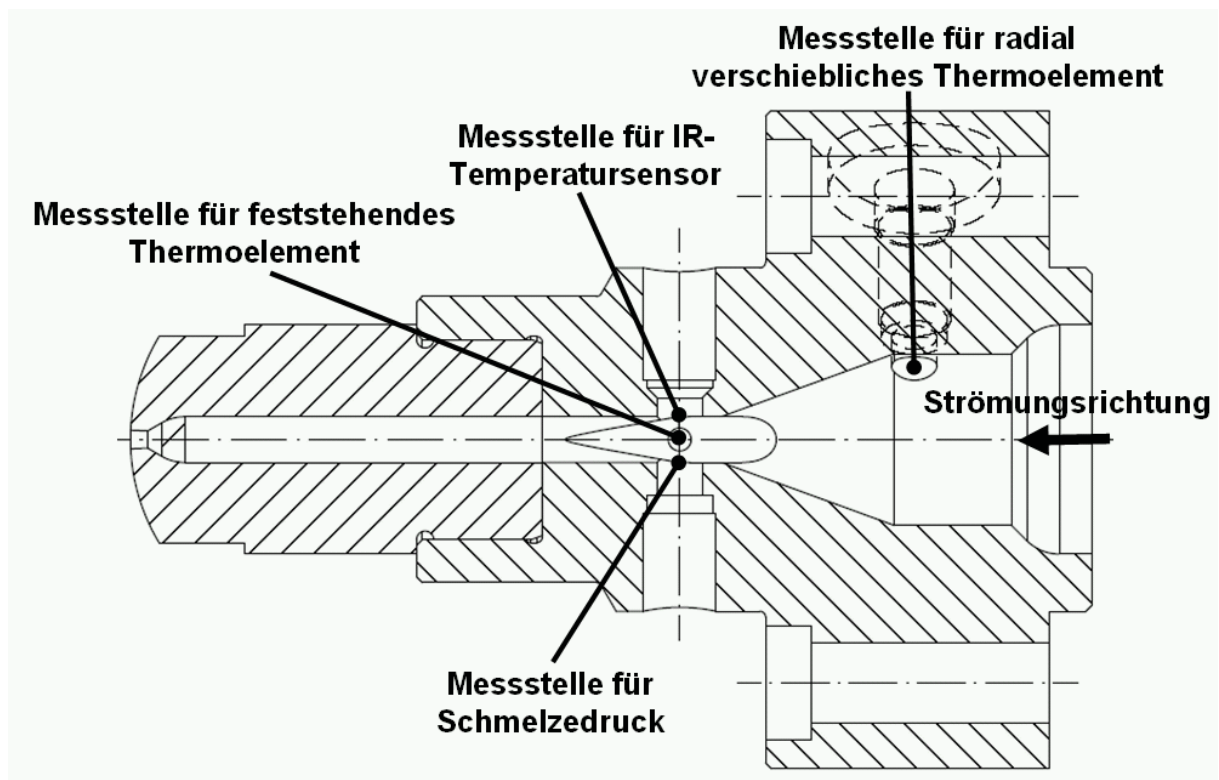 Messstelle für radial
verschiebliches Thermoelement
Messstelle für IR-
Temperatursensor
Messstelle für feststehendes
Thermoelement
Strömungsrichtung
Messstelle für
Schmelzedruck